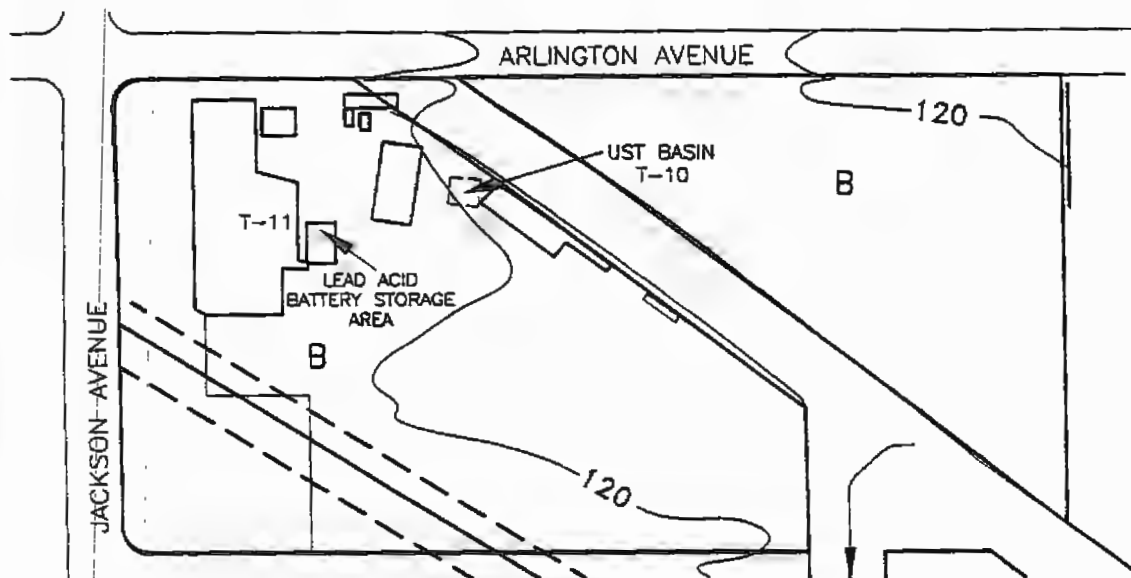 ARLINGTON AVENUE
120
UST BASIN
T-10
B
T-11
LEAD ACID
BATTERY STORAGE
AREA
B
JACKSON AVENUE
120